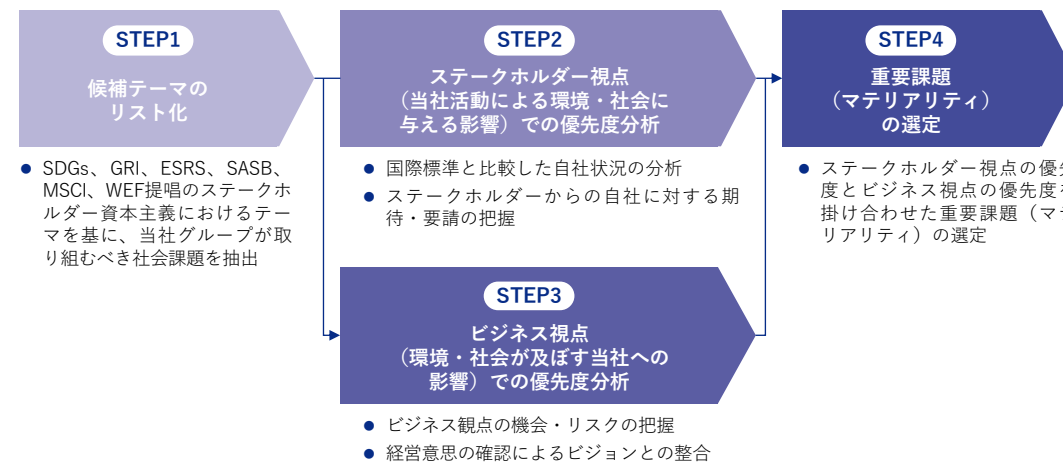 STEP1
候補テーマの
リスト化
● SDGs、GRI、ESRS、SASB、
MSCI、WEF提唱のステークホ
ルダー資本主義におけるテー
マを基に、当社グループが取
り組むべき社会課題を抽出
STEP2
ステークホルダー視点
（当社活動による環境・社会に
与える影響）での優先度分析
● 国際標準と比較した自社状況の分析
● ステークホルダーからの自社に対する期
待・要請の把握
STEP3
ビジネス視点
（環境・社会が及ぼす当社への
影響）での優先度分析
● ビジネス観点の機会・リスクの把握
● 経営意思の確認によるビジョンとの整合
STEP4
重要課題
（マテリアリティ）
の選定
● ステークホルダー視点の優先
度とビジネス視点の優先度を
掛け合わせた重要課題（マテ
リアリティ）の選定